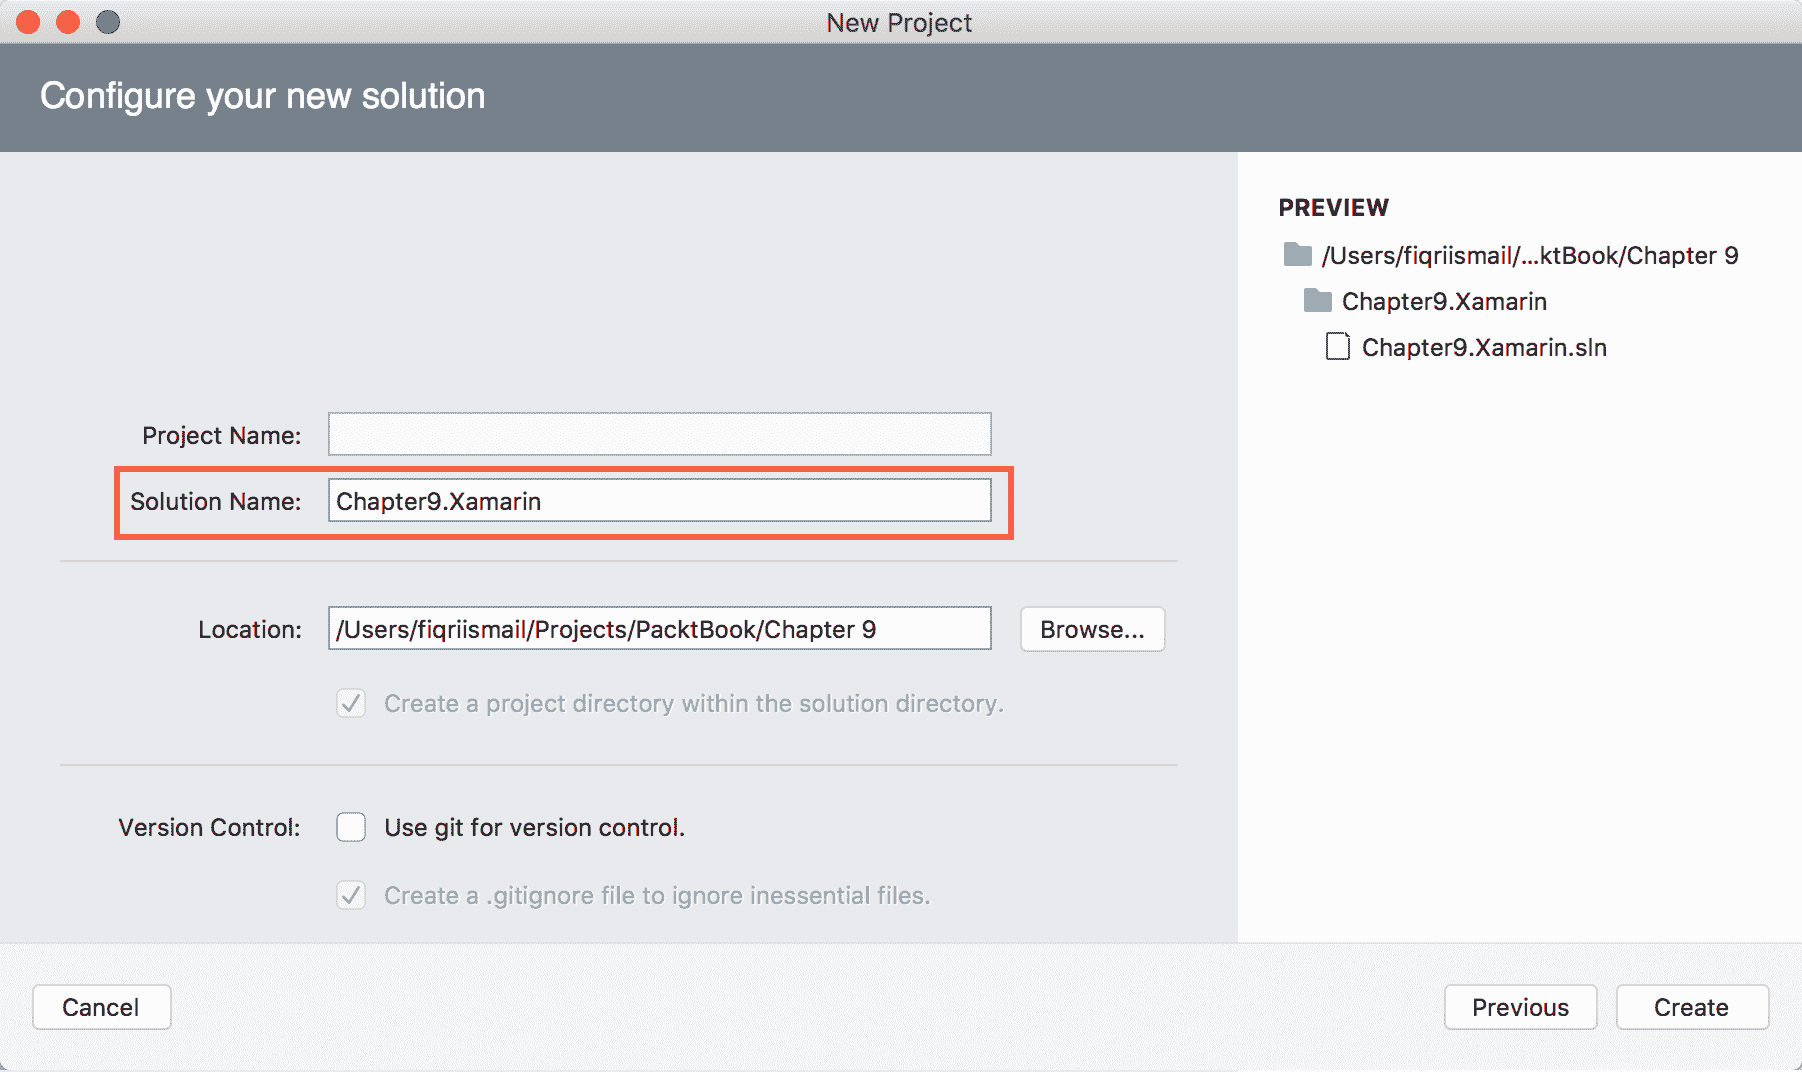 New Project
Configure your new solution
PREVIEW
/Users/fiqriismail/...ktBook/Chapter 9
Chapter9.Xamarin
Chapter9.Xamarin.sln
Project Name:
Solution Name: Chapter9.Xamarin
Location: /Users/fiqriismail/Projects/PacktBook/Chapter 9 Browse...
Create a project directory within the solution directory.
Version Control: Use git for version control.
Create a .gitignore file to ignore inessential files.
Cancel Previous Create